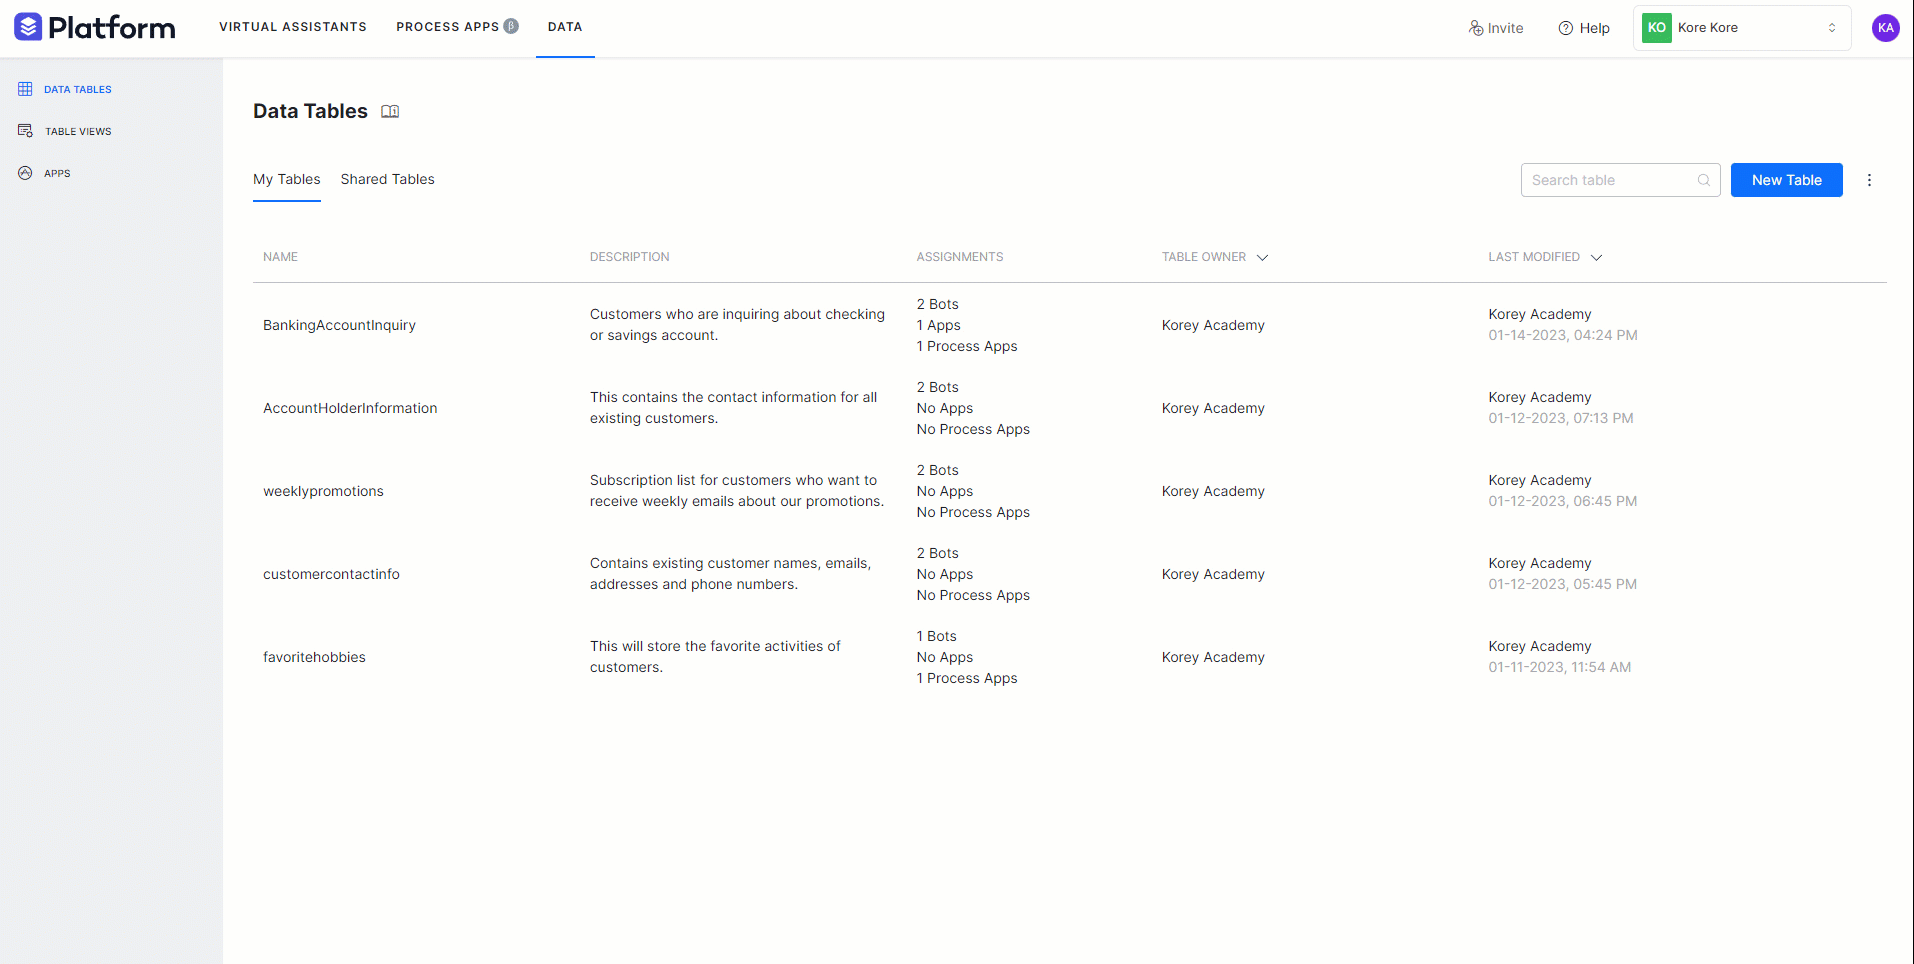 Platform VIRTUAL ASSISTANTS PROCESS APPS β DATA Invite Help KO Kore Kore KA
DATA TABLES
TABLE VIEWS
APPS
Data Tables
My Tables Shared Tables Search table New Table
NAME DESCRIPTION ASSIGNMENTS TABLE OWNER LAST MODIFIED
BankingAccountInquiry
Customers who are inquiring about checking
or savings account.
2 Bots
1 Apps
1 Process Apps
Korey Academy
Korey Academy
01-14-2023, 04:24 PM
AccountHolderInformation
This contains the contact information for all
existing customers.
2 Bots
No Apps
No Process Apps
Korey Academy
Korey Academy
01-12-2023, 07:13 PM
weeklypromotions
Subscription list for customers who want to
receive weekly emails about our promotions.
2 Bots
No Apps
No Process Apps
Korey Academy
Korey Academy
01-12-2023, 06:45 PM
customercontactinfo
Contains existing customer names, emails,
addresses and phone numbers.
2 Bots
No Apps
No Process Apps
Korey Academy
Korey Academy
01-12-2023, 05:45 PM
favoritehobbies
This will store the favorite activities of
customers.
1 Bots
No Apps
1 Process Apps
Korey Academy
Korey Academy
01-11-2023, 11:54 AM